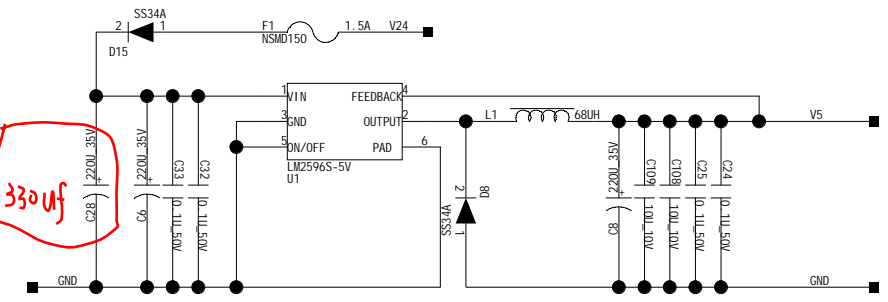 SS34A
2 1 F1 1.5A V24
NSMD150
D15
1 VIN FEEDBACK 4
3 GND OUTPUT 2 L1 68UH V5
5 ON/OFF PAD 6
LM2596S-5V
U1
220U_35V
+
C28
330uf
220U_35V
+
C6
C33
0.1U_50V
C32
0.1U_50V
2 D8
SS34A 1
220U_35V
+
C8
C109
10U_10V
C108
10U_10V
C25
0.1U_50V
C24
0.1U_50V
GND GND